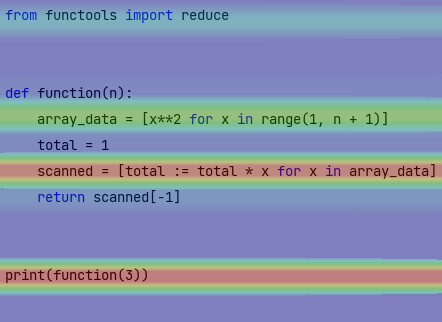 from functools import reduce
def function(n):
    array_data = [x**2 for x in range(1, n + 1)]
    total = 1
    scanned = [total := total * x for x in array_data]
    return scanned[-1]
print(function(3))